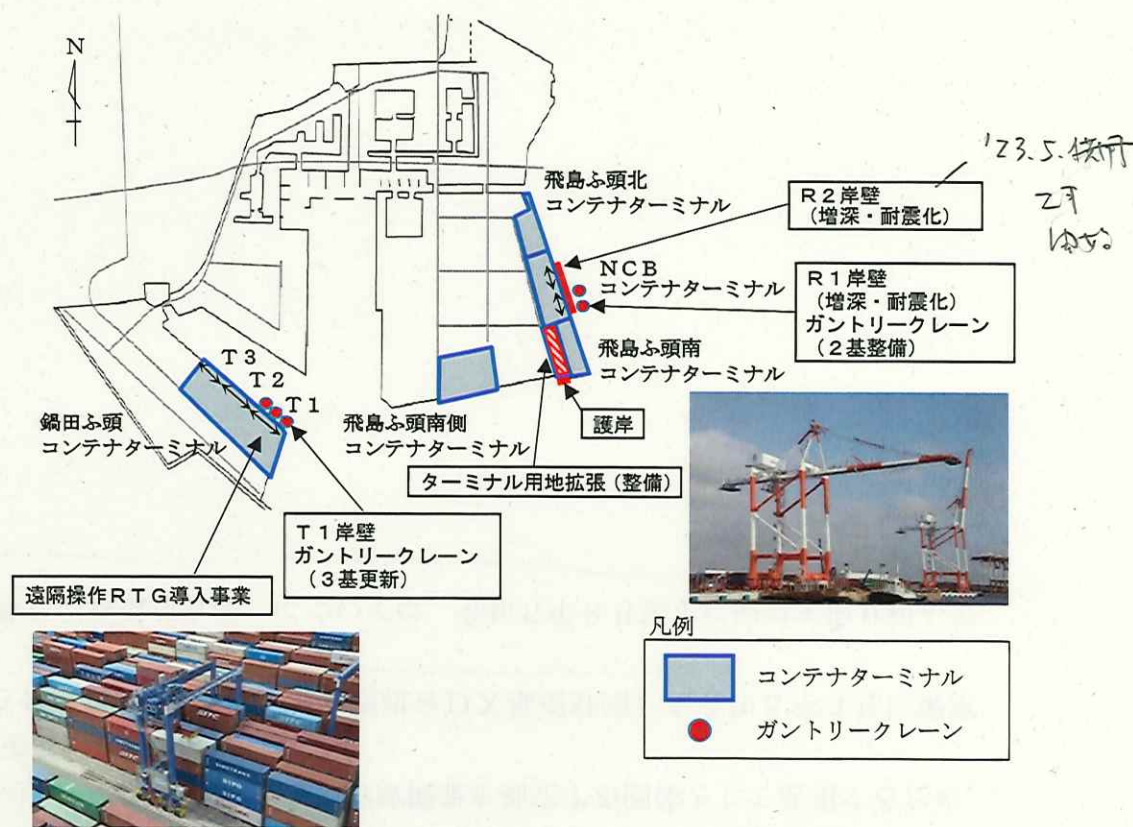 N
飛島ふ頭北
コンテナターミナル
R2岸壁
(増深・耐震化)
'23.5.
NCB
コンテナターミナル
R1岸壁
(増深・耐震化)
ガントリークレーン
(2基整備)
飛島ふ頭南
コンテナターミナル
護岸
T3
T2
T1
鍋田ふ頭
コンテナターミナル
飛島ふ頭南側
コンテナターミナル
ターミナル用地拡張(整備)
T1岸壁
ガントリークレーン
(3基更新)
遠隔操作RTG導入事業
凡例
コンテナターミナル
ガントリークレーン